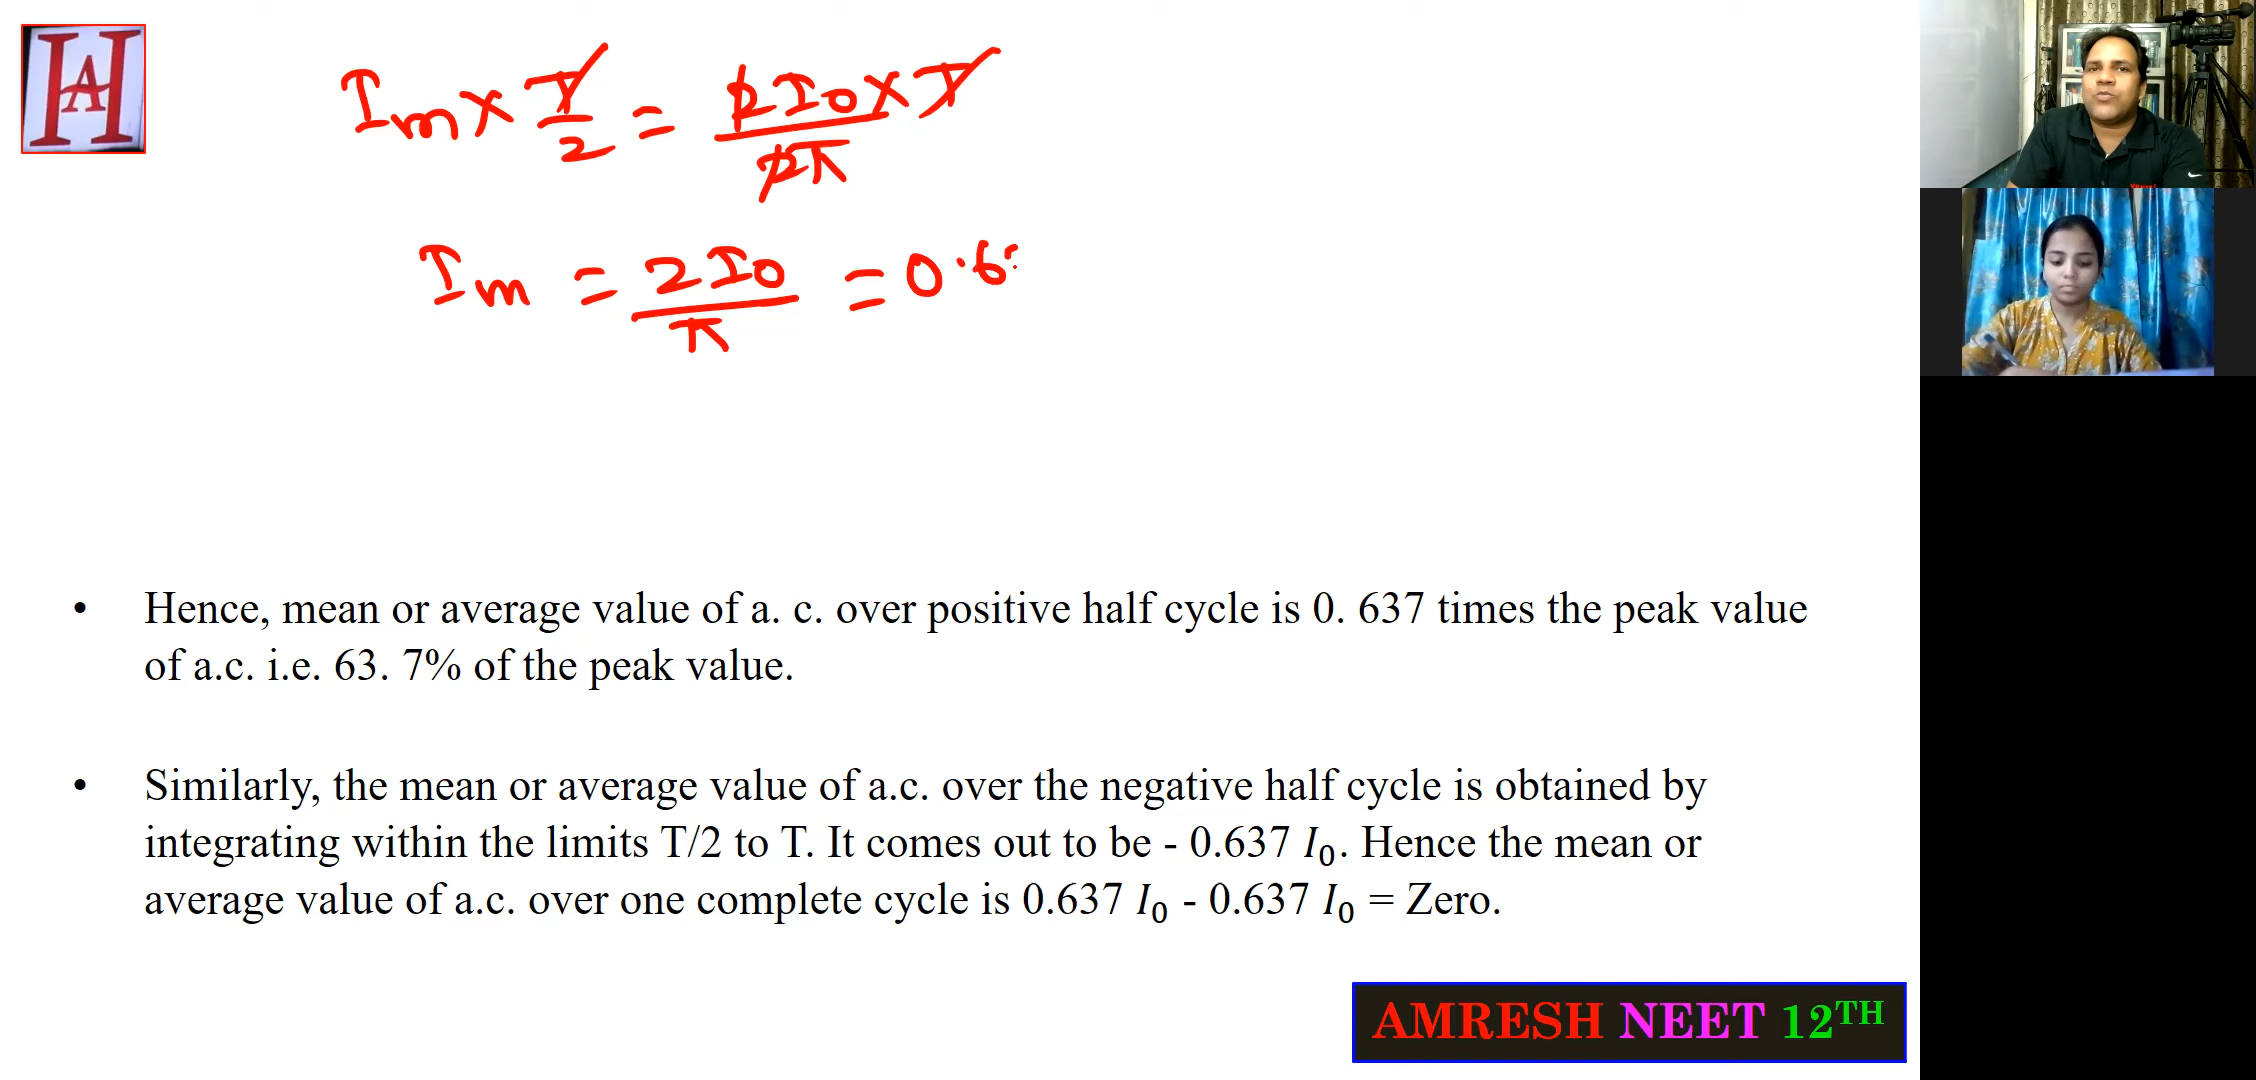 HA
Im × T/2 = 2I0/2π × T
Im = 2I0/π = 0.6
• Hence, mean or average value of a. c. over positive half cycle is 0. 637 times the peak value
of a.c. i.e. 63. 7% of the peak value.
• Similarly, the mean or average value of a.c. over the negative half cycle is obtained by
integrating within the limits T/2 to T. It comes out to be - 0.637 I₀. Hence the mean or
average value of a.c. over one complete cycle is 0.637 I₀ - 0.637 I₀ = Zero.
AMRESH NEET 12TH